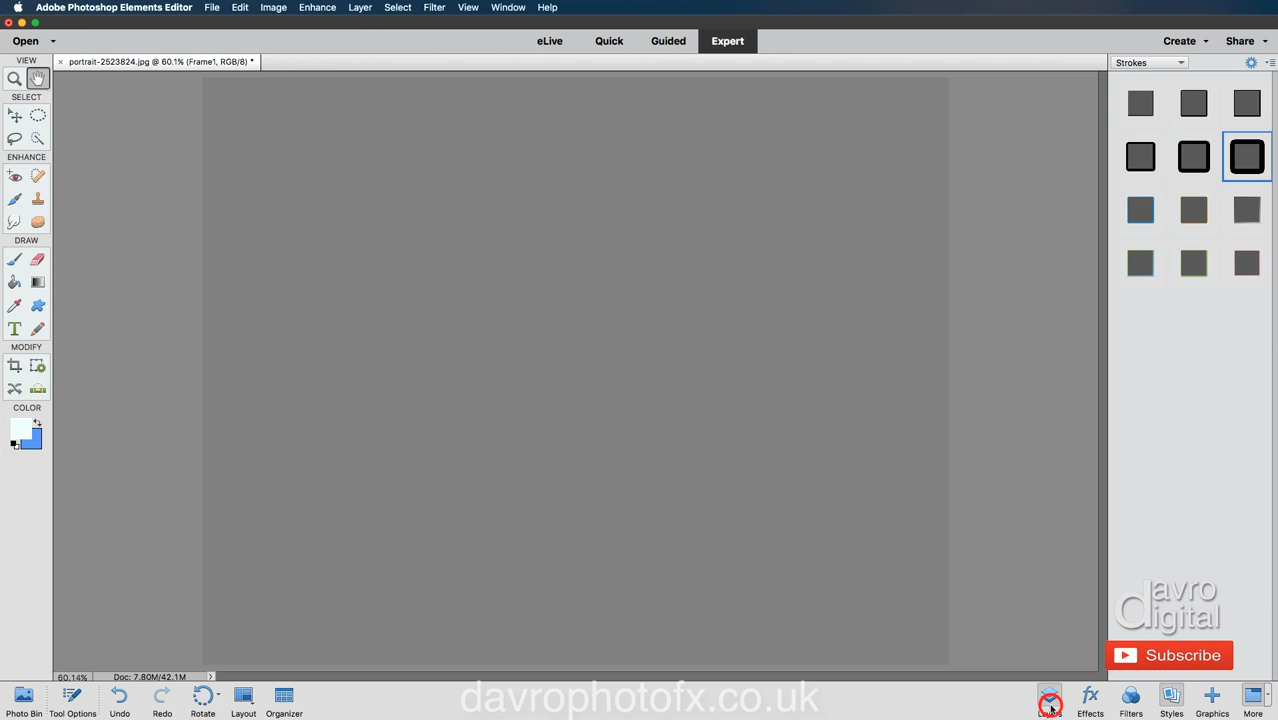 Adobe Photoshop Elements Editor File Edit Image Enhance Layer Select Filter View Window Help
Open eLive Quick Guided Expert Create Share
VIEW × portrait-2523824.jpg @ 60.1% (Frame1, RGB/8) * Strokes
SELECT
ENHANCE
DRAW
T
MODIFY
COLOR
davro
digital
Subscribe
60.14% Doc: 7.80M/42.1M
davrophotofx.co.uk
Photo Bin Tool Options Undo Redo Rotate Layout Organizer Layers fx Effects Filters Styles Graphics More